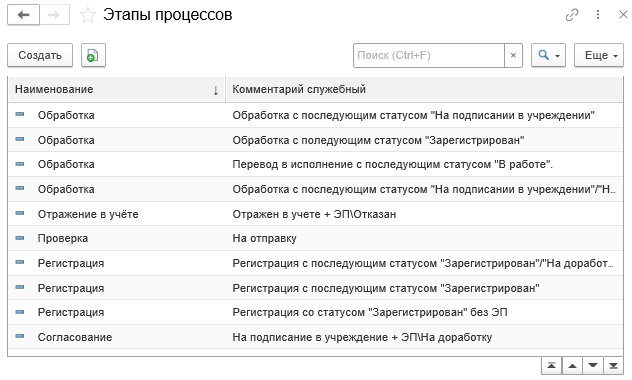 Этапы процессов
Создать Поиск (Ctrl+F) × Еще
Наименование ↓ Комментарий служебный
Обработка Обработка с последующим статусом "На подписании в учреждении"
Обработка Обработка с поледующим статусом "Зарегистрирован"
Обработка Перевод в исполнение с последующим статусом "В работе".
Обработка Обработка с последующим статусом "На подписании в учреждении"/"Н...
Отражение в учёте Отражен в учете + ЭП\Отказан
Проверка На отправку
Регистрация Регистрация с последующим статусом "Зарегистрирован"/"На доработ...
Регистрация Регистрация с последующим статусом "Зарегистрирован"
Регистрация Регистрация со статусом "Зарегистрирован" без ЭП
Согласование На подписание в учреждение + ЭП\На доработку